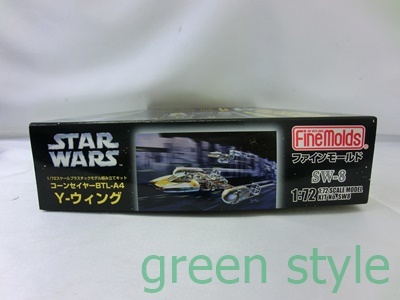 STAR
WARS
1/72スケールプラスチックモデル組み立てキット
コーンセイヤーBTL-A4
Y-ウィング
FineMolds
ファインモールド
SW-8
1:72
1/72 SCALE MODEL
KIT No. SW8
green style